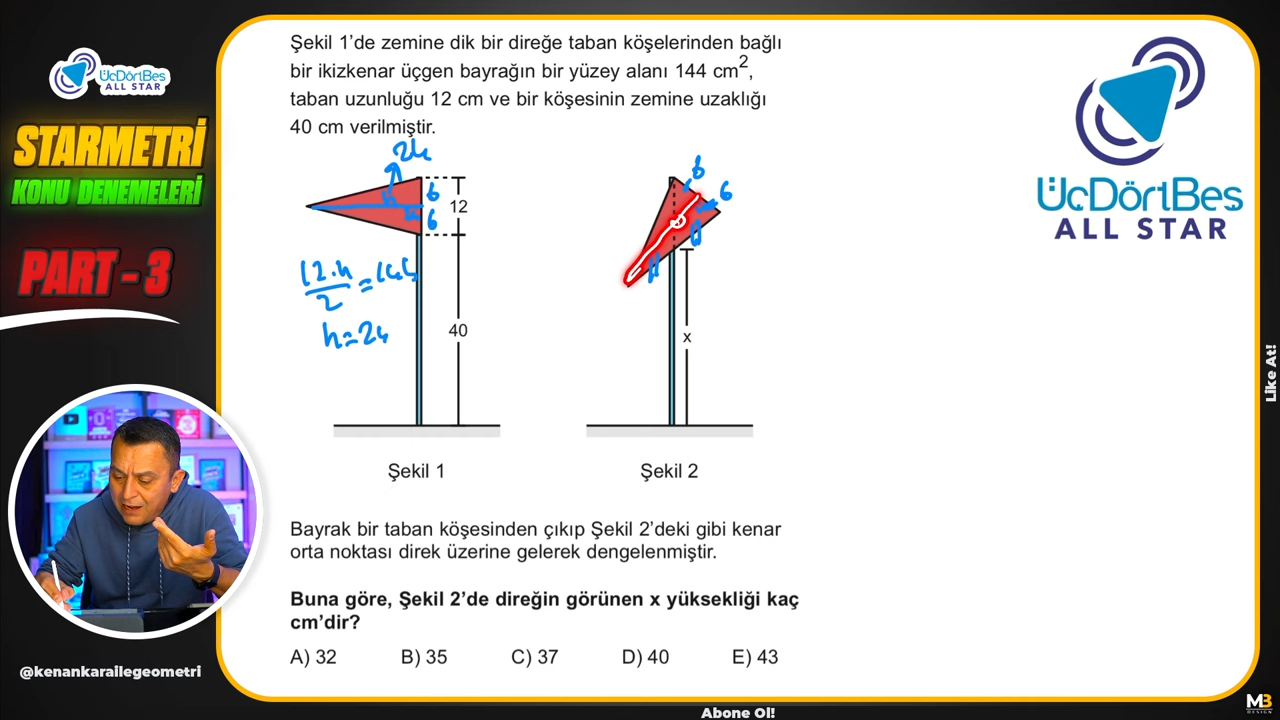 ÜcDörtBes
ALL STAR
STARMETRİ
KONU DENEMELERİ
PART - 3
@kenankarailegeometri
Şekil 1’de zemine dik bir direğe taban köşelerinden bağlı
bir ikizkenar üçgen bayrağın bir yüzey alanı 144 cm²,
taban uzunluğu 12 cm ve bir köşesinin zemine uzaklığı
40 cm verilmiştir.
24
6
6
12
12.h
2
=144
h=24
40
Şekil 1
6
6
x
Şekil 2
Bayrak bir taban köşesinden çıkıp Şekil 2’deki gibi kenar
orta noktası direk üzerine gelerek dengelenmiştir.
Buna göre, Şekil 2’de direğin görünen x yüksekliği kaç
cm’dir?
A) 32 B) 35 C) 37 D) 40 E) 43
ÜcDörtBes
ALL STAR
Like At!
Abone Ol!
MB
DESIGN